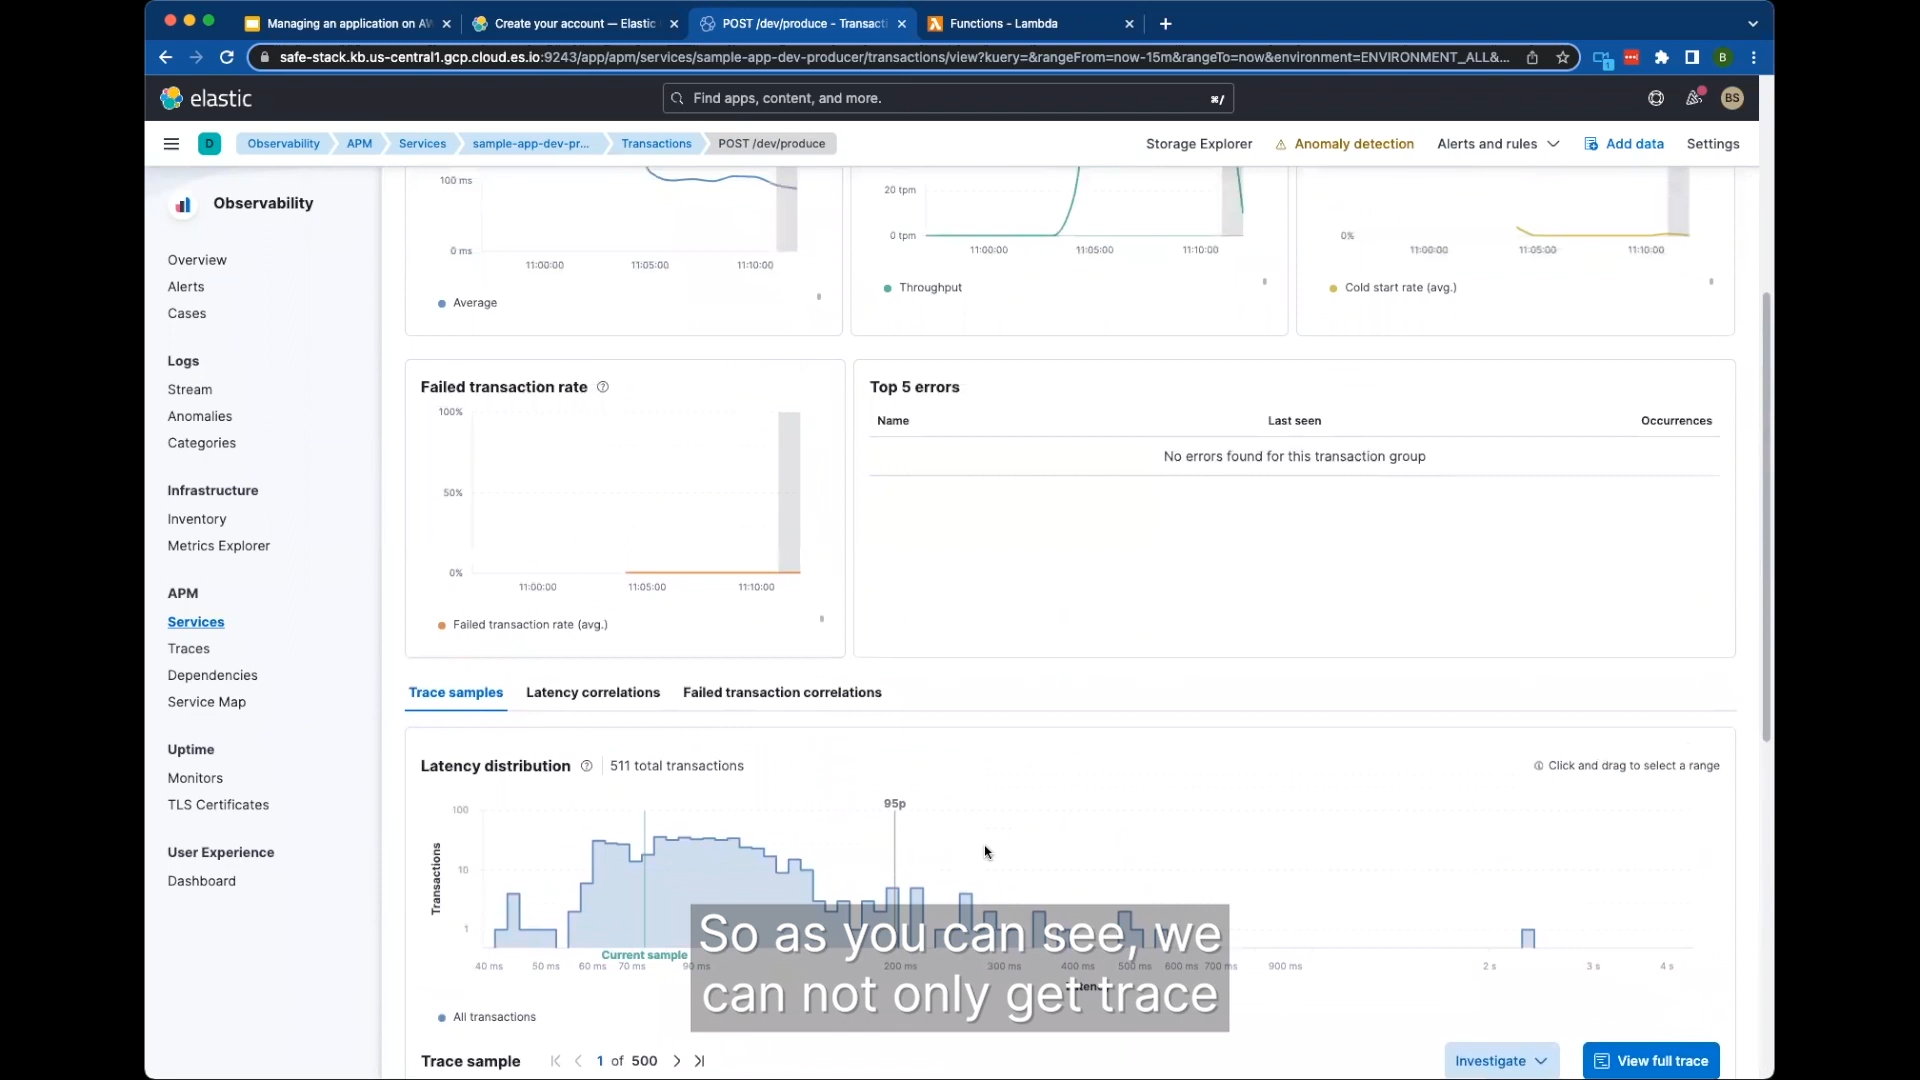 Managing an application on AW
Create your account — Elastic
POST /dev/produce - Transacti
Functions - Lambda
safe-stack.kb.us-central1.gcp.cloud.es.io:9243/app/apm/services/sample-app-dev-producer/transactions/view?kuery=&rangeFrom=now-15m&rangeTo=now&environment=ENVIRONMENT_ALL&...
B
elastic
Find apps, content, and more.
⌘/
BS
D
Observability
APM
Services
sample-app-dev-pr...
Transactions
POST /dev/produce
Storage Explorer
Anomaly detection
Alerts and rules
Add data
Settings
Observability
Overview
Alerts
Cases
Logs
Stream
Anomalies
Categories
Infrastructure
Inventory
Metrics Explorer
APM
Services
Traces
Dependencies
Service Map
Uptime
Monitors
TLS Certificates
User Experience
Dashboard
100 ms
0 ms
11:00:00 11:05:00 11:10:00
Average
20 tpm
0 tpm
11:00:00 11:05:00 11:10:00
Throughput
0%
11:00:00 11:05:00 11:10:00
Cold start rate (avg.)
Failed transaction rate
100%
50%
0%
11:00:00 11:05:00 11:10:00
Failed transaction rate (avg.)
Top 5 errors
Name Last seen Occurrences
No errors found for this transaction group
Trace samples Latency correlations Failed transaction correlations
Latency distribution 511 total transactions
Click and drag to select a range
95p
100
10
1
Transactions
Current sample
40 ms 50 ms 60 ms 70 ms 90 ms 200 ms 300 ms 400 ms 500 ms 600 ms 700 ms 900 ms 2 s 3 s 4 s
All transactions
So as you can see, we
can not only get trace
Trace sample 1 of 500
Investigate
View full trace